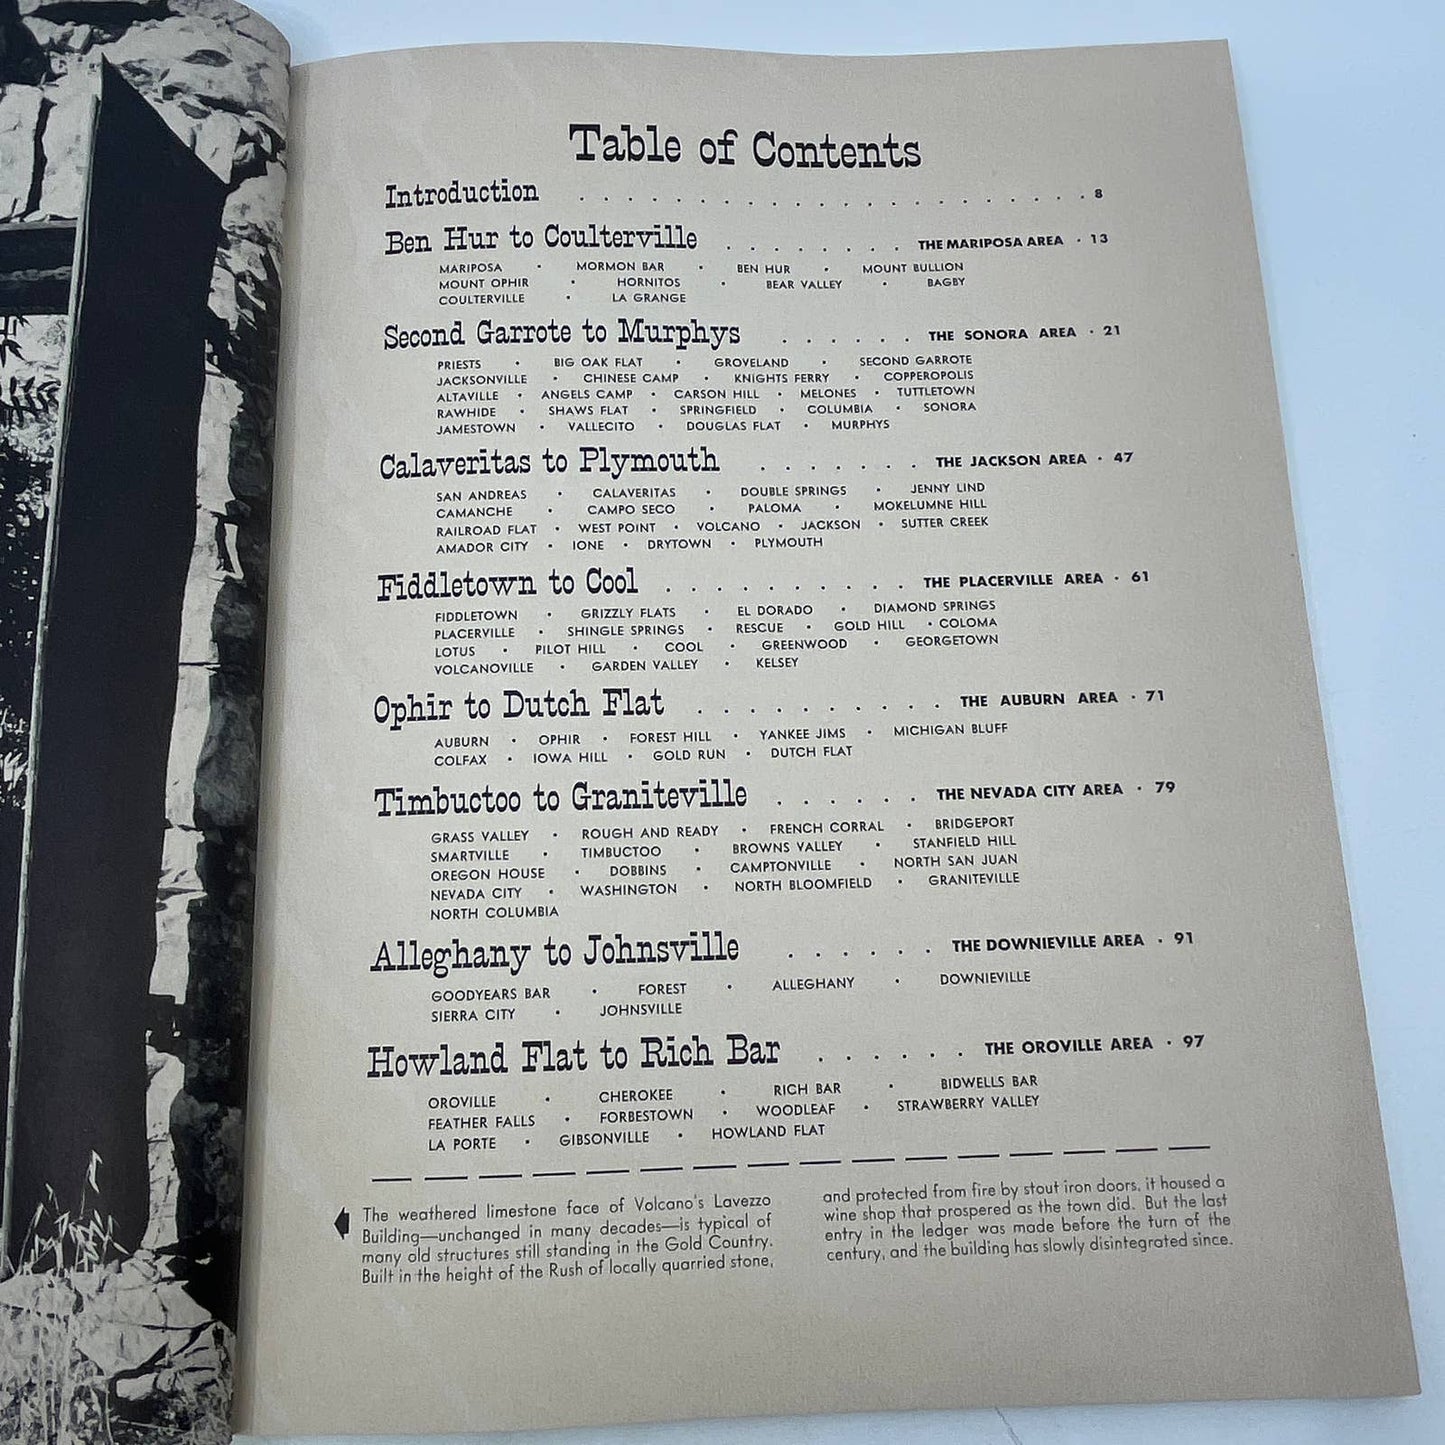 Table of Contents
Introduction . . . . . . . . . . . . . . . . . . . . . . 8
Ben Hur to Coulterville . . . . . . . THE MARIPOSA AREA · 13
MARIPOSA · MORMON BAR · BEN HUR · MOUNT BULLION
MOUNT OPHIR · HORNITOS · BEAR VALLEY · BAGBY
COULTERVILLE · LA GRANGE
Second Garrote to Murphys . . . . . . THE SONORA AREA · 21
PRIESTS · BIG OAK FLAT · GROVELAND · SECOND GARROTE
JACKSONVILLE · CHINESE CAMP · KNIGHTS FERRY · COPPEROPOLIS
ALTAVILLE · ANGELS CAMP · CARSON HILL · MELONES · TUTTLETOWN
RAWHIDE · SHAWS FLAT · SPRINGFIELD · COLUMBIA · SONORA
JAMESTOWN · VALLECITO · DOUGLAS FLAT · MURPHYS
Calaveritas to Plymouth . . . . . . . THE JACKSON AREA · 47
SAN ANDREAS · CALAVERITAS · DOUBLE SPRINGS · JENNY LIND
CAMANCHE · CAMPO SECO · PALOMA · MOKELUMNE HILL
RAILROAD FLAT · WEST POINT · VOLCANO · JACKSON · SUTTER CREEK
AMADOR CITY · IONE · DRYTOWN · PLYMOUTH
Fiddletown to Cool . . . . . . . . . . THE PLACERVILLE AREA · 61
FIDDLETOWN · GRIZZLY FLATS · EL DORADO · DIAMOND SPRINGS
PLACERVILLE · SHINGLE SPRINGS · RESCUE · GOLD HILL · COLOMA
LOTUS · PILOT HILL · COOL · GREENWOOD · GEORGETOWN
VOLCANOVILLE · GARDEN VALLEY · KELSEY
Ophir to Dutch Flat . . . . . . . . . . . THE AUBURN AREA · 71
AUBURN · OPHIR · FOREST HILL · YANKEE JIMS · MICHIGAN BLUFF
COLFAX · IOWA HILL · GOLD RUN · DUTCH FLAT
Timbuctoo to Graniteville . . . . . . THE NEVADA CITY AREA · 79
GRASS VALLEY · ROUGH AND READY · FRENCH CORRAL · BRIDGEPORT
SMARTVILLE · TIMBUCTOO · BROWNS VALLEY · STANFIELD HILL
OREGON HOUSE · DOBBINS · CAMPTONVILLE · NORTH SAN JUAN
NEVADA CITY · WASHINGTON · NORTH BLOOMFIELD · GRANITEVILLE
NORTH COLUMBIA
Alleghany to Johnsville . . . . . . THE DOWNIEVILLE AREA · 91
GOODYEARS BAR · FOREST · ALLEGHANY · DOWNIEVILLE
SIERRA CITY · JOHNSVILLE
Howland Flat to Rich Bar . . . . . . THE OROVILLE AREA · 97
OROVILLE · CHEROKEE · RICH BAR · BIDWELLS BAR
FEATHER FALLS · FORBESTOWN · WOODLEAF · STRAWBERRY VALLEY
LA PORTE · GIBSONVILLE · HOWLAND FLAT
The weathered limestone face of Volcano's Lavezzo
Building—unchanged in many decades—is typical of
many old structures still standing in the Gold Country.
Built in the height of the Rush of locally quarried stone,
and protected from fire by stout iron doors, it housed a
wine shop that prospered as the town did. But the last
entry in the ledger was made before the turn of the
century, and the building has slowly disintegrated since.